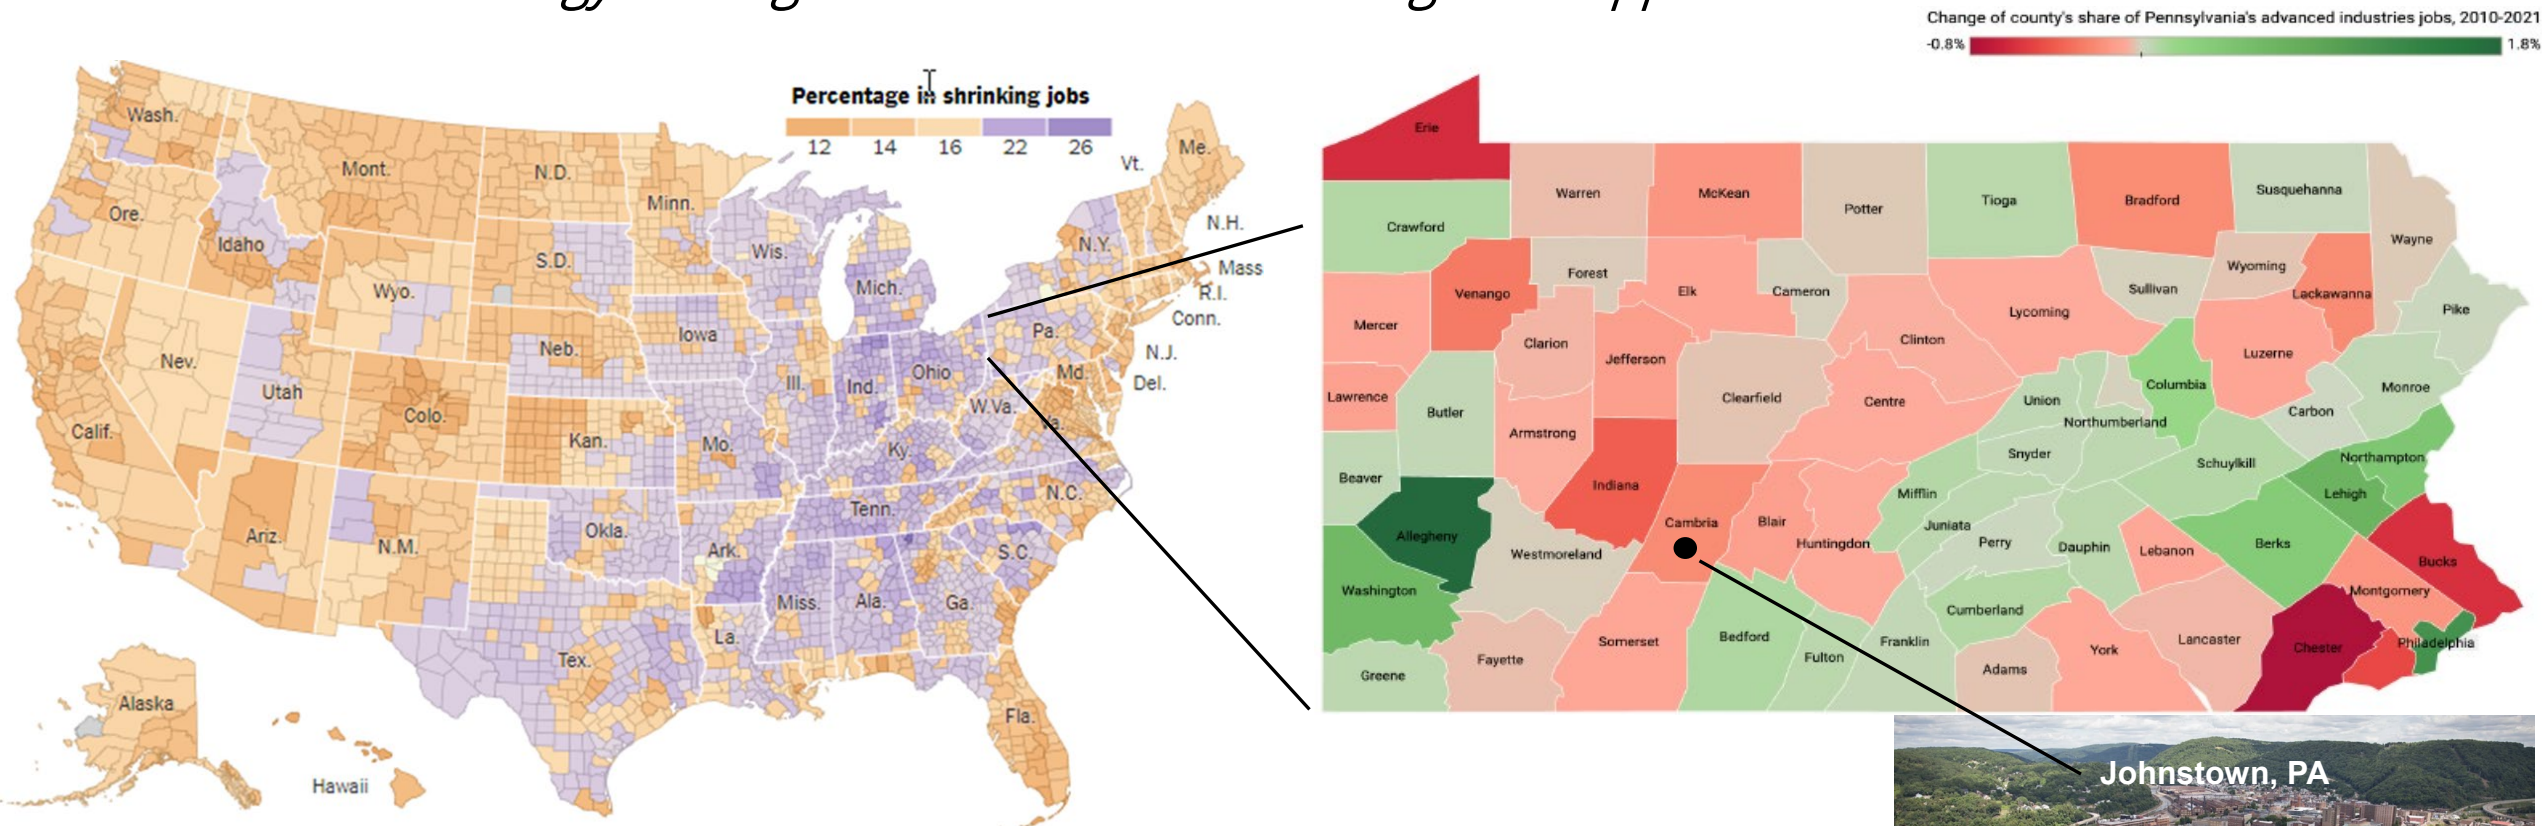 Change of county's share of Pennsylvania's advanced industries jobs, 2010-2021
-0.8% 1.8%
Percentage in shrinking jobs
12 14 16 22 26
Wash.
Mont.
N.D.
Minn.
Vt.
Me.
Ore.
Idaho
S.D.
Wis.
N.Y.
N.H.
Wyo.
Mich.
Mass
R.I.
Conn.
Nev.
Utah
Neb.
Iowa
Ill.
Ind.
Ohio
Pa.
N.J.
Md.
Del.
Calif.
Colo.
Kan.
Mo.
Ky.
W.Va.
Va.
Ariz.
N.M.
Okla.
Ark.
Tenn.
N.C.
S.C.
Tex.
La.
Miss.
Ala.
Ga.
Fla.
Alaska
Hawaii
Erie
Crawford
Warren
McKean
Potter
Tioga
Bradford
Susquehanna
Wayne
Mercer
Venango
Forest
Elk
Cameron
Sullivan
Wyoming
Lackawanna
Pike
Lawrence
Clarion
Jefferson
Clinton
Lycoming
Luzerne
Monroe
Butler
Armstrong
Clearfield
Centre
Union
Columbia
Northumberland
Carbon
Beaver
Indiana
Snyder
Schuylkill
Northampton
Lehigh
Allegheny
Westmoreland
Cambria
Blair
Huntingdon
Mifflin
Juniata
Perry
Dauphin
Lebanon
Berks
Bucks
Washington
Montgomery
Greene
Fayette
Somerset
Bedford
Fulton
Franklin
Cumberland
Adams
York
Lancaster
Chester
Philadelphia
Johnstown, PA